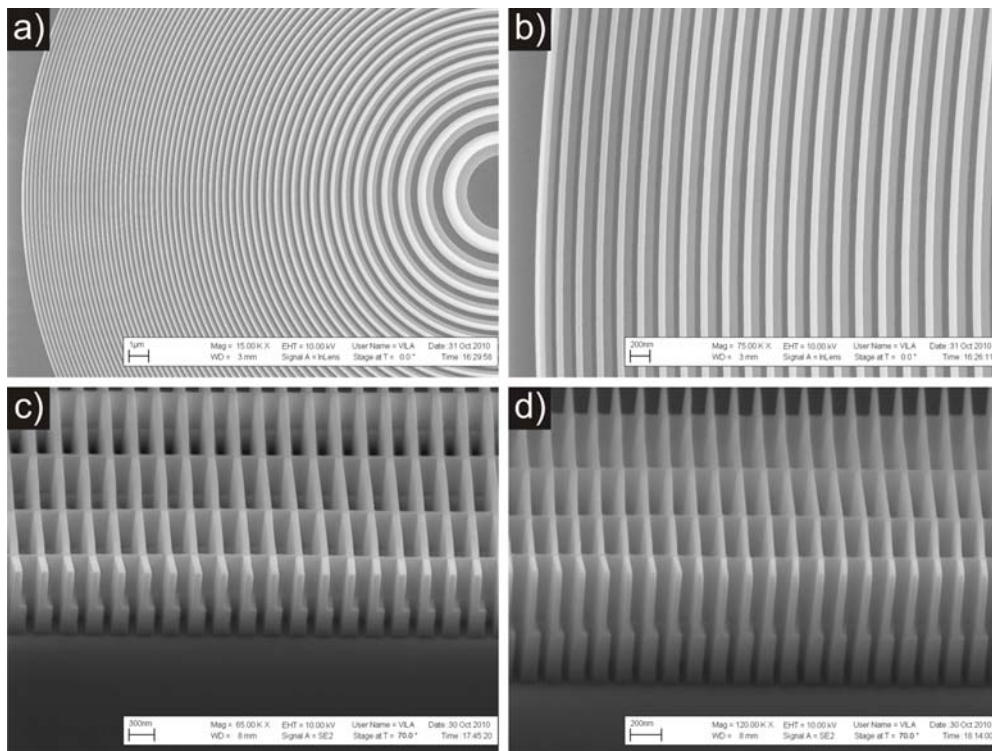 a)
1µm
Mag = 15.00 K X EHT = 10.00 kV User Name = VILA Date :31 Oct 2010
WD = 3 mm Signal A = InLens Stage at T = 0.0 ° Time :16:29:56
b)
200nm
Mag = 75.00 K X EHT = 10.00 kV User Name = VILA Date :31 Oct 2010
WD = 3 mm Signal A = InLens Stage at T = 0.0 ° Time :16:26:11
c)
300nm
Mag = 65.00 K X EHT = 10.00 kV User Name = VILA Date :30 Oct 2010
WD = 8 mm Signal A = SE2 Stage at T = 70.0 ° Time :17:45:20
d)
200nm
Mag = 120.00 K X EHT = 10.00 kV User Name = VILA Date :30 Oct 2010
WD = 8 mm Signal A = SE2 Stage at T = 70.0 ° Time :18:14:00